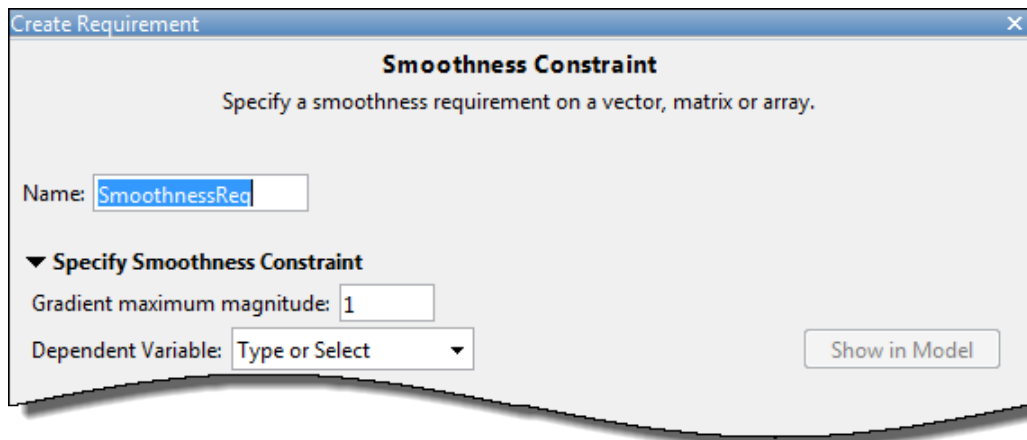 Create Requirement
Smoothness Constraint
Specify a smoothness requirement on a vector, matrix or array.
Name: SmoothnessReq
Specify Smoothness Constraint
Gradient maximum magnitude: 1
Dependent Variable: Type or Select Show in Model